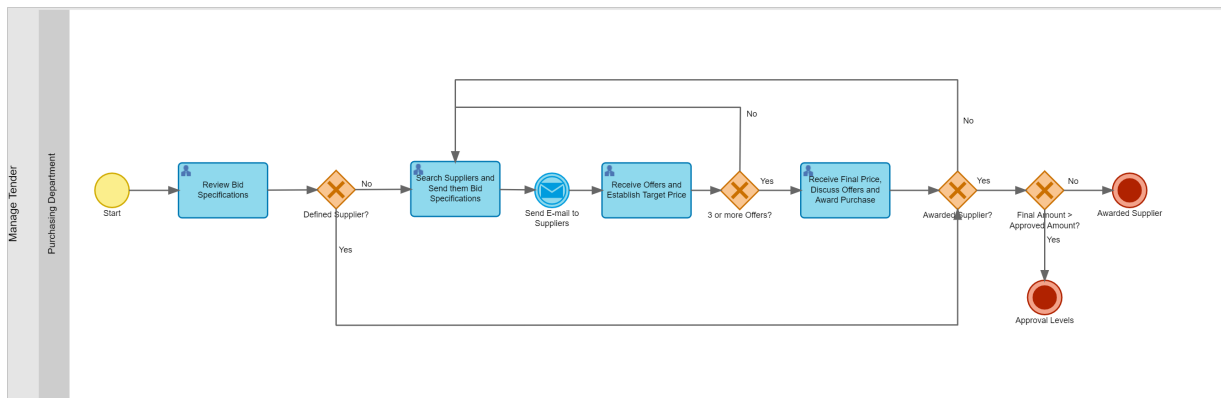 Manage Tender
Purchasing Department
Start
Review Bid
Specifications
Defined Supplier?
No
Yes
Search Suppliers and
Send them Bid
Specifications
Send E-mail to
Suppliers
Receive Offers and
Establish Target Price
3 or more Offers?
No
Yes
Receive Final Price,
Discuss Offers and
Award Purchase
Awarded Supplier?
No
Yes
Final Amount >
Approved Amount?
No
Yes
Awarded Supplier
Approval Levels